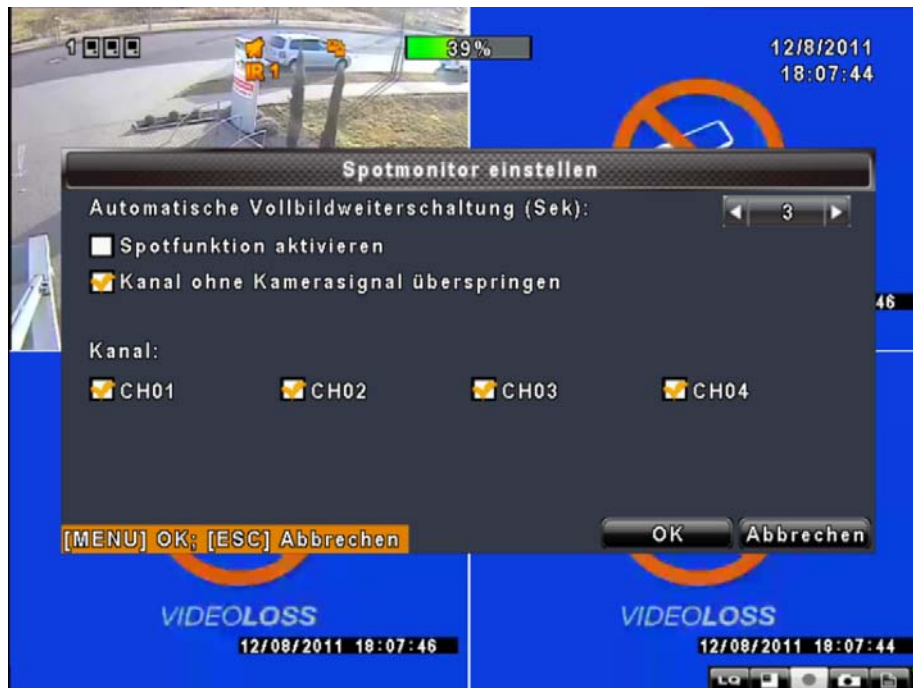 1
IR 1
39%
12/8/2011
18:07:44
Spotmonitor einstellen
Automatische Vollbildweiterschaltung (Sek):
3
Spotfunktion aktivieren
Kanal ohne Kamerasignal überspringen
46
Kanal:
CH01 CH02 CH03 CH04
[MENU] OK; [ESC] Abbrechen
OK Abbrechen
VIDEOLOSS VIDEOLOSS
12/08/2011 18:07:46 12/08/2011 18:07:44
LQ